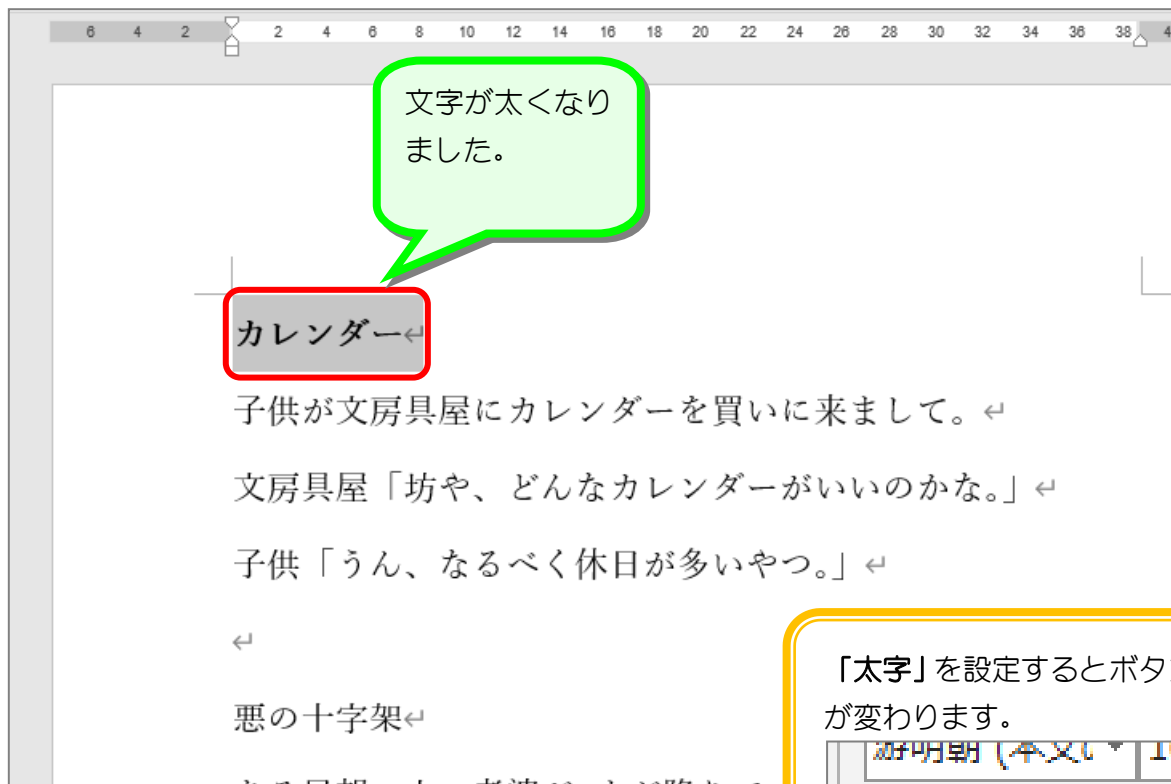 6 4 2 2 4 6 8 10 12 14 16 18 20 22 24 26 28 30 32 34 36 38 4
文字が太くなり
ました。
カレンダー↵
子供が文房具屋にカレンダーを買いに来まして。↵
文房具屋「坊や、どんなカレンダーがいいのかな。」↵
子供「うん、なるべく休日が多いやつ。」↵
↵
「太字」を設定するとボタ
が変わります。
悪の十字架↵
游明朝 (本文